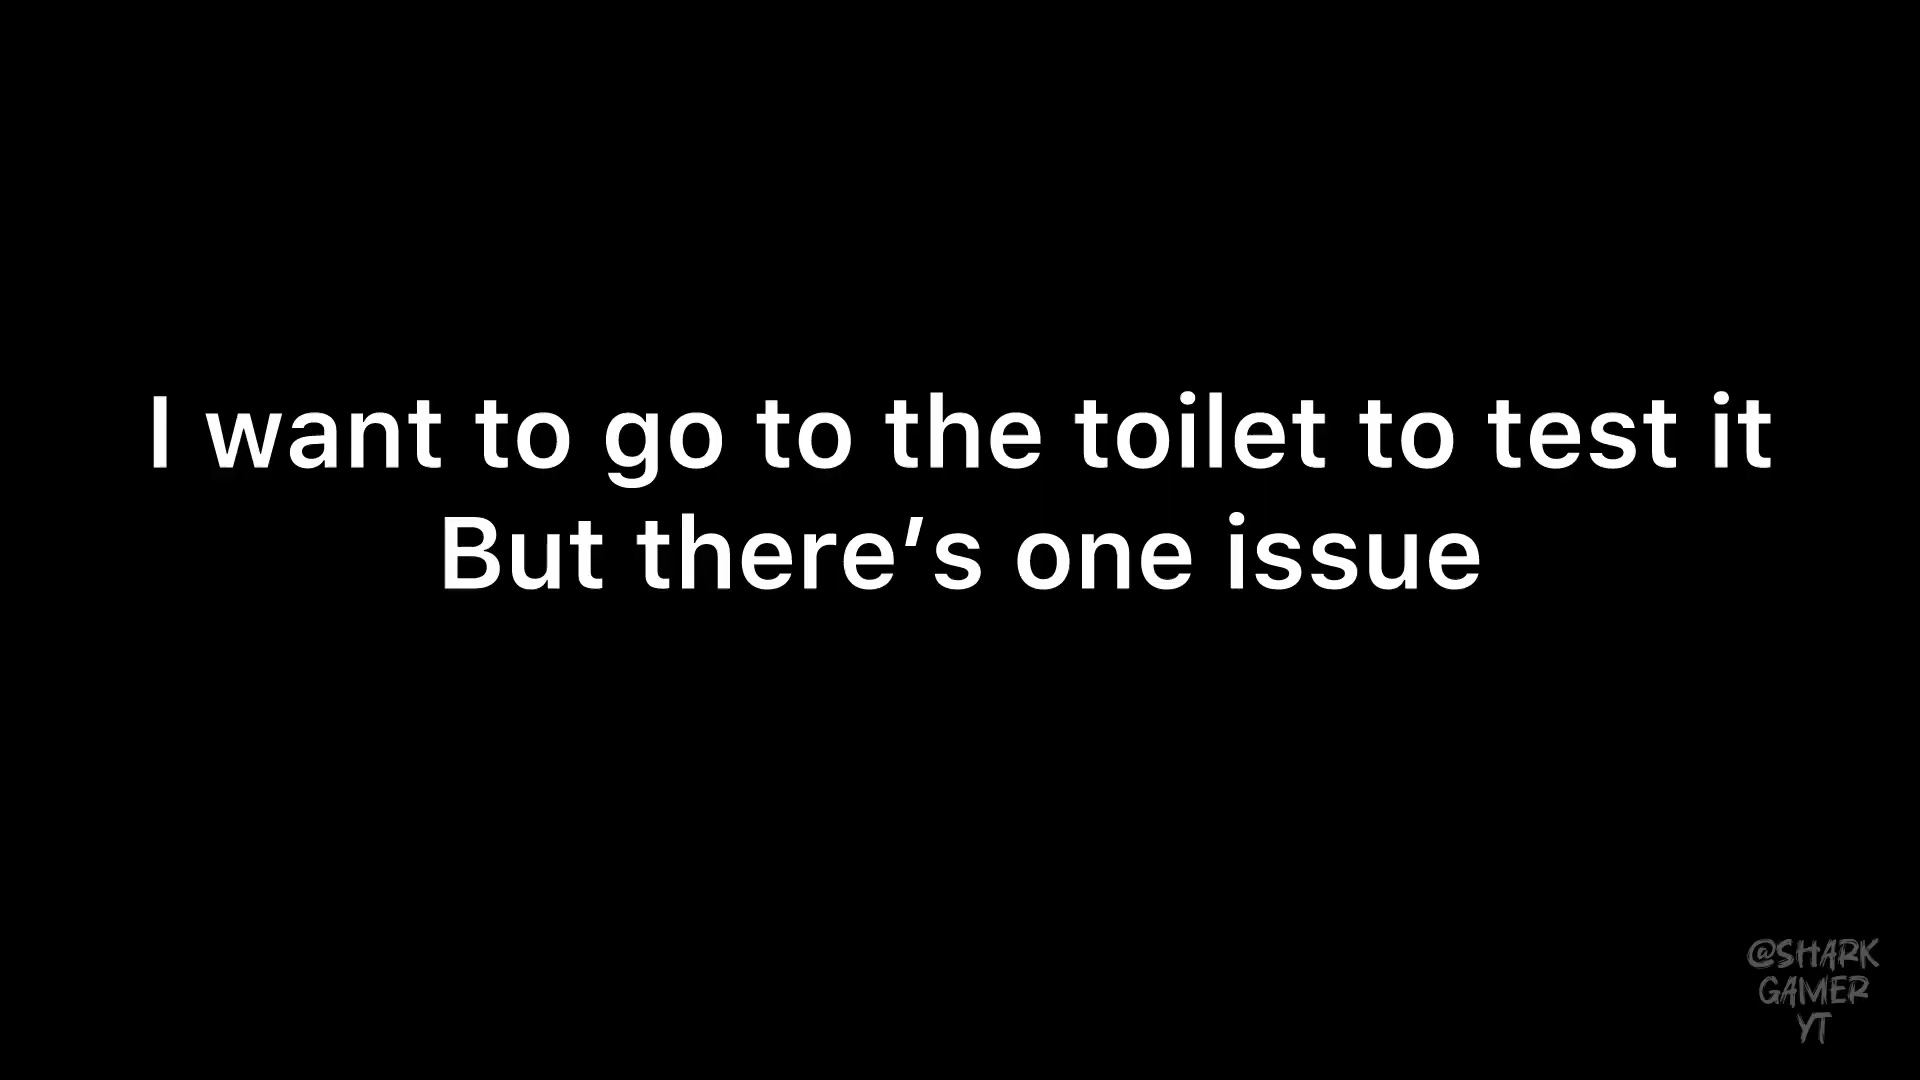 I want to go to the toilet to test it
But there’s one issue
@SHARK
GAMER
YT